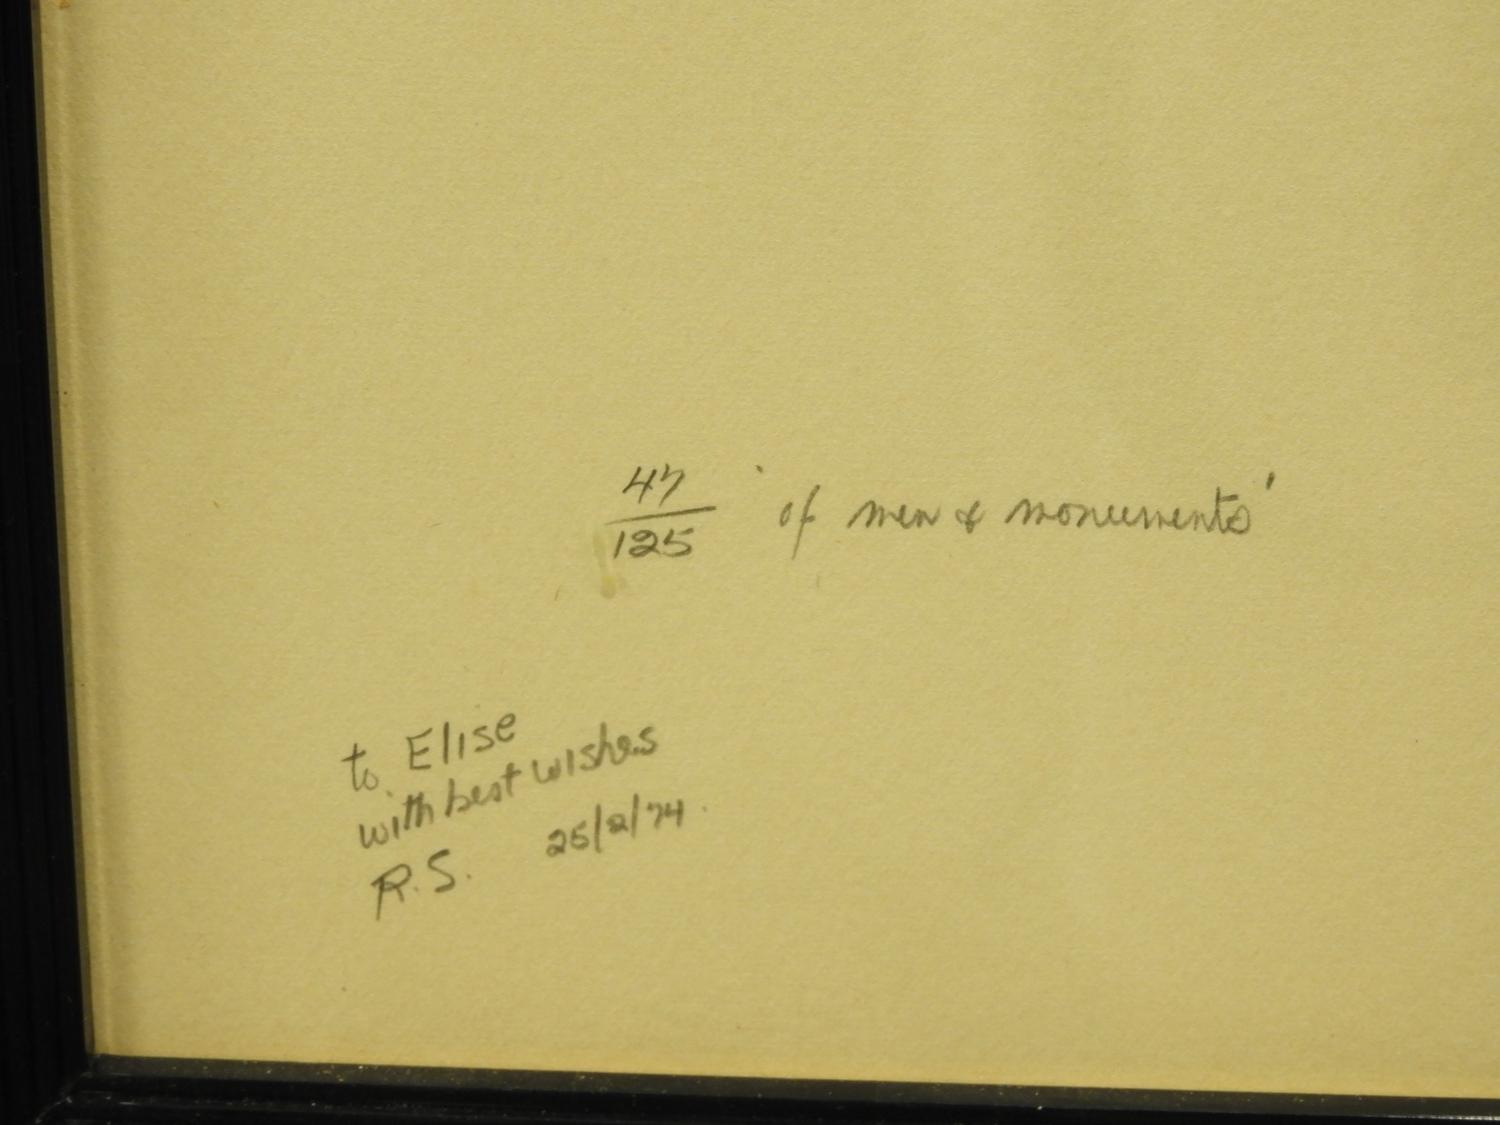 47
125
'of men & monuments'
to Elise
with best wishes
R.S. 25/2/74.